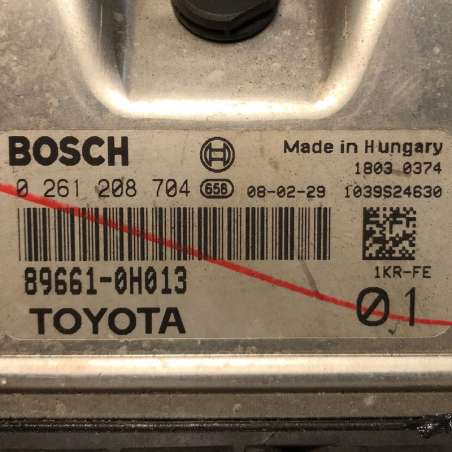 BOSCH Made in Hungary
1803 0374
0 261 208 704 656 08-02-29 1039S24630
89661-0H013 1KR-FE
TOYOTA 01